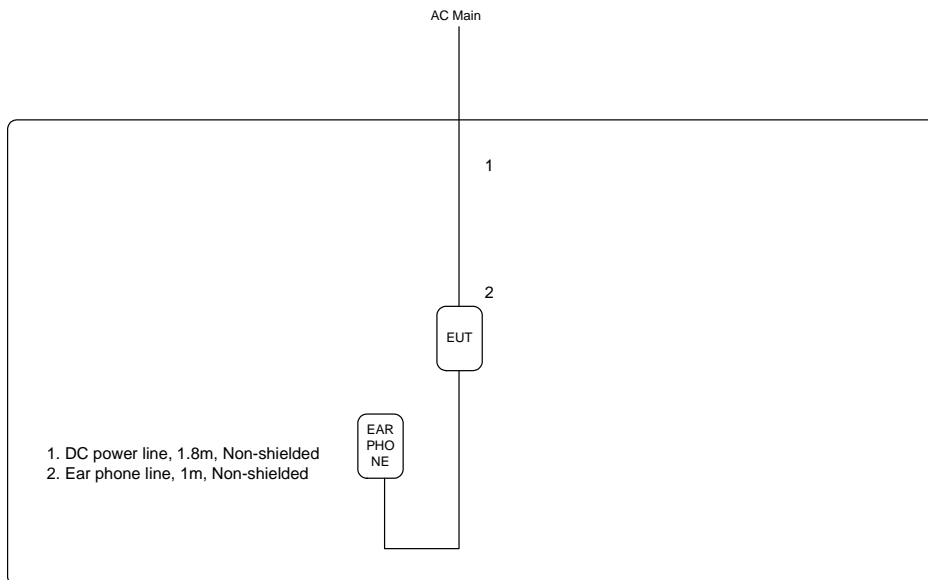 AC Main
1
2
EUT
EAR
PHO
NE
1. DC power line, 1.8m, Non-shielded
2. Ear phone line, 1m, Non-shielded